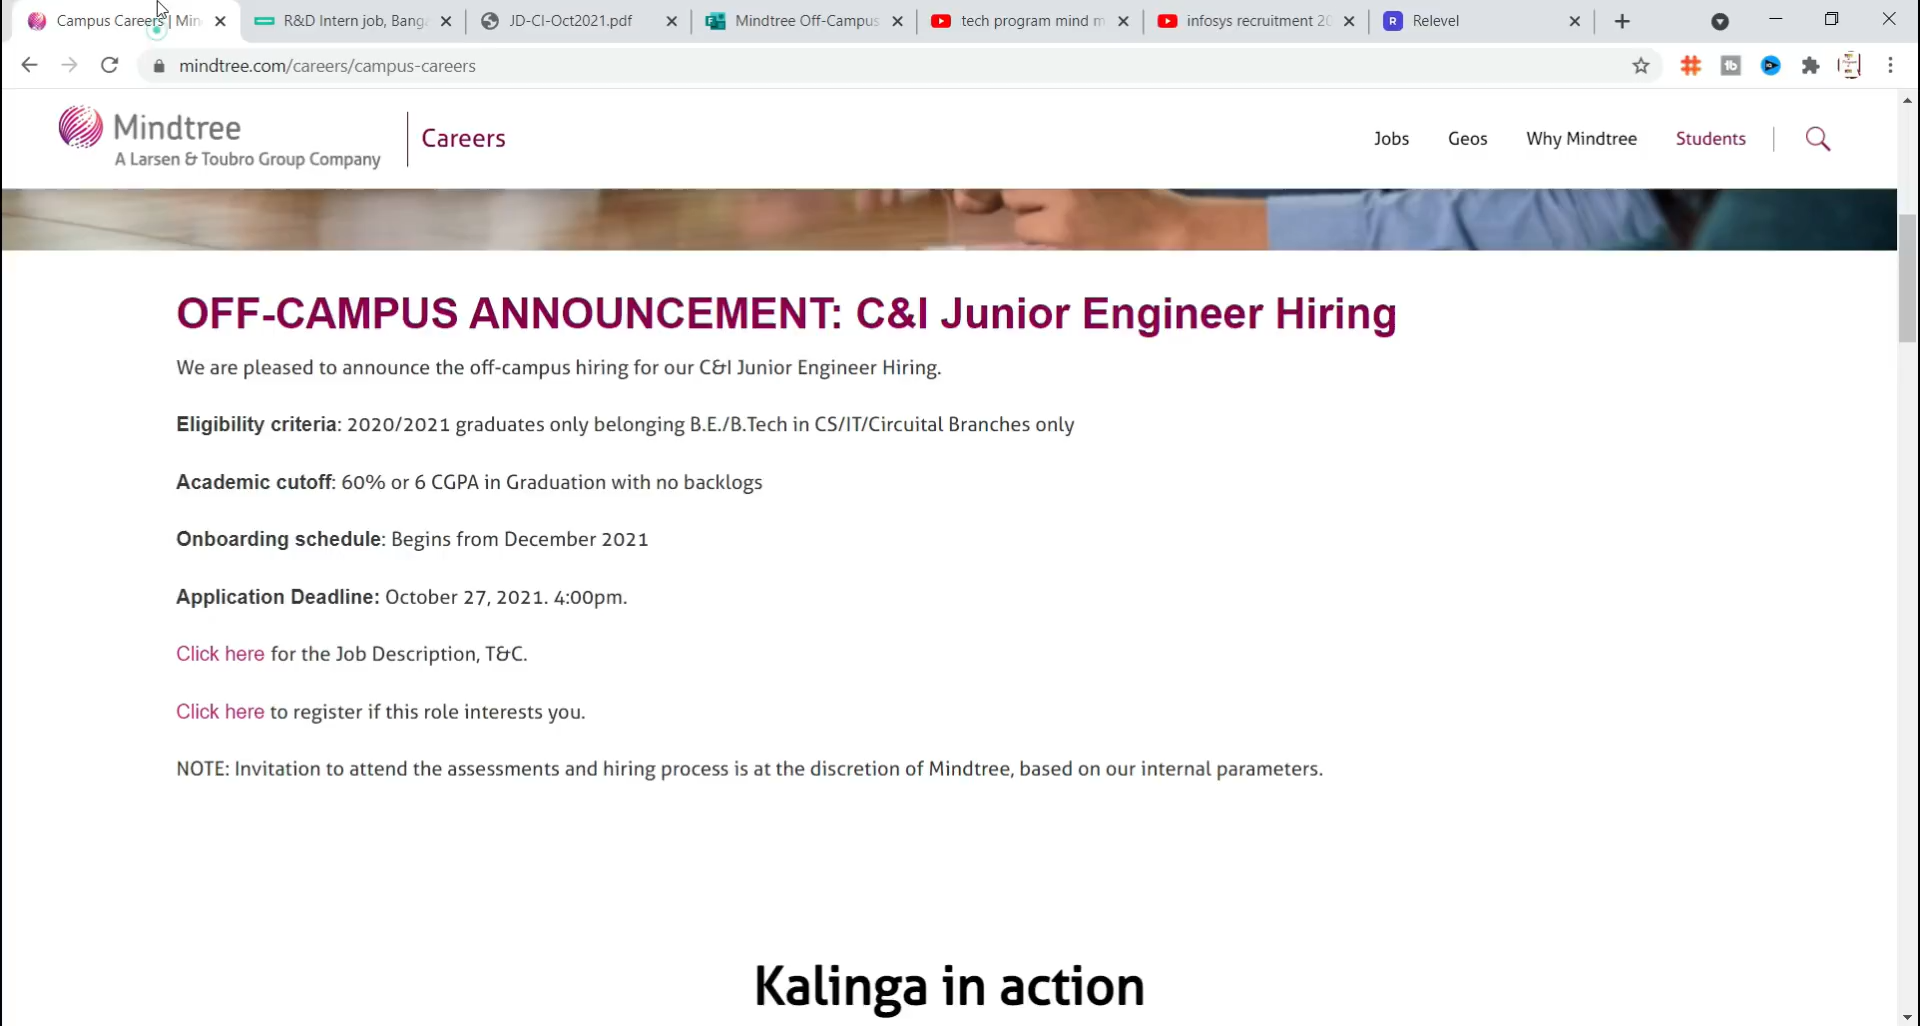 Campus Careers | Min
R&D Intern job, Bang
JD-CI-Oct2021.pdf
Mindtree Off-Campus
tech program mind m
infosys recruitment 20
R
Relevel
mindtree.com/careers/campus-careers
tb
Mindtree
A Larsen & Toubro Group Company
Careers
Jobs
Geos
Why Mindtree
Students
OFF-CAMPUS ANNOUNCEMENT: C&I Junior Engineer Hiring
We are pleased to announce the off-campus hiring for our C&I Junior Engineer Hiring.
Eligibility criteria: 2020/2021 graduates only belonging B.E./B.Tech in CS/IT/Circuital Branches only
Academic cutoff: 60% or 6 CGPA in Graduation with no backlogs
Onboarding schedule: Begins from December 2021
Application Deadline: October 27, 2021. 4:00pm.
Click here for the Job Description, T&C.
Click here to register if this role interests you.
NOTE: Invitation to attend the assessments and hiring process is at the discretion of Mindtree, based on our internal parameters.
Kalinga in action